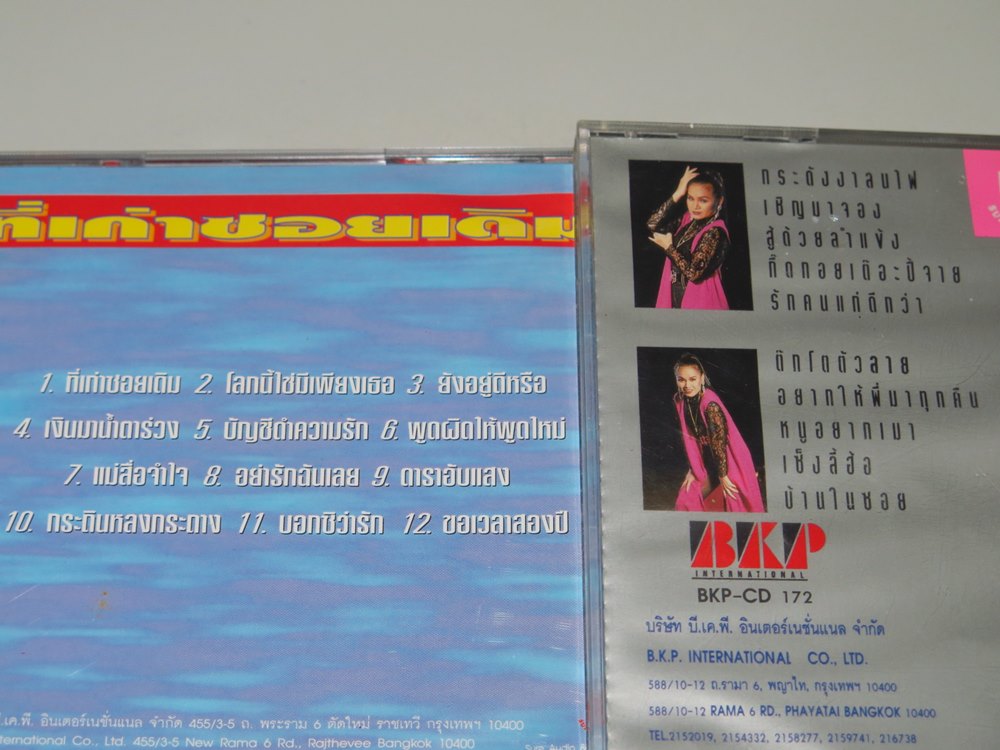 ที่เก่าซอยเดิม
1. ที่เก่าซอยเดิม 2. โลกนี้ใช่มีเพียงเธอ 3. ยังอยู่ดีหรือ
4. เงินมาน้ำตาร่วง 5. บัญชีดำความรัก 6. พูดผิดให้พูดใหม่
7. แม่สื่อจำใจ 8. อย่ารักฉันเลย 9. ดาราอับแสง
10. กระดินหลงกระถาง 11. บอกซิว่ารัก 12. ขอเวลาสองปี
บี.เค.พี. อินเตอร์เนชั่นแนล จำกัด 455/3-5 ถ. พระราม 6 ตัดใหม่ ราชเทวี กรุงเทพฯ 10400
International Co., Ltd. 455/3-5 New Rama 6 Rd., Rajthevee Bangkok 10400
กระดังงาลนไฟ
เชิญมาจอง
สู้ด้วยลำแข้ง
กึ๊ดกอยเต๊อะปี้จาย
รักคนแก่ดีกว่า
ตุ๊กโตตัวลาย
อยากให้พี่มาทุกคืน
หนูอยากเมา
เซ็งลี้ฮ้อ
บ้านในซอย
BKP
INTERNATIONAL
BKP-CD 172
บริษัท บี.เค.พี. อินเตอร์เนชั่นแนล จำกัด
B.K.P. INTERNATIONAL CO., LTD.
588/10-12 ถ.รามา 6, พญาไท, กรุงเทพฯ 10400
588/10-12 RAMA 6 RD., PHAYATAI BANGKOK 10400
TEL.2152019, 2154332, 2158277, 2159741, 216738